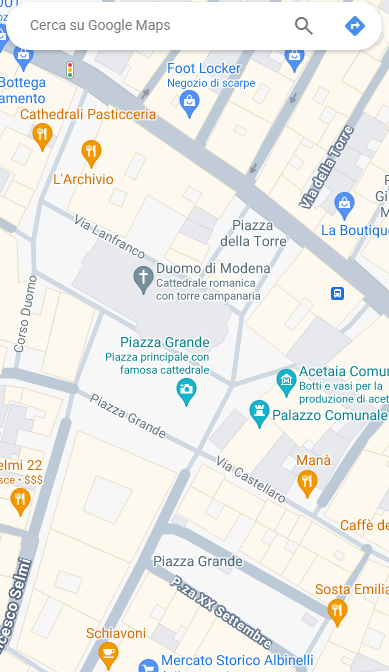 Cerca su Google Maps
Bottega
amento
Foot Locker
Negozio di scarpe
Cathedrali Pasticceria
L'Archivio
Via della Torre
Via Lanfranco
Piazza
della Torre
La Boutique
Duomo di Modena
Cattedrale romanica
con torre campanaria
Corso Duomo
Piazza Grande
Piazza principale con
famosa cattedrale
Acetaia Comu
Botti e vasi per la
produzione di acet
Palazzo Comunale
Piazza Grande
Via Castellaro
elmi 22
sce • $$$
Manà
Caffè de
Piazza Grande
P.za XX Settembre
Sosta Emilia
cesco Selmi
Schiavoni
Mercato Storico Albinelli